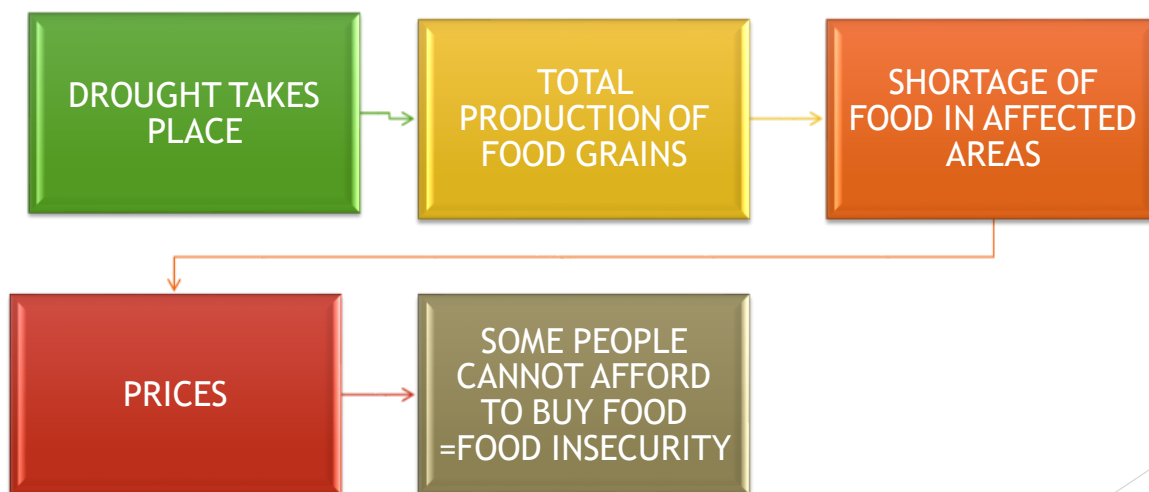 DROUGHT TAKES
PLACE
TOTAL
PRODUCTION OF
FOOD GRAINS
SHORTAGE OF
FOOD IN AFFECTED
AREAS
PRICES
SOME PEOPLE
CANNOT AFFORD
TO BUY FOOD
=FOOD INSECURITY